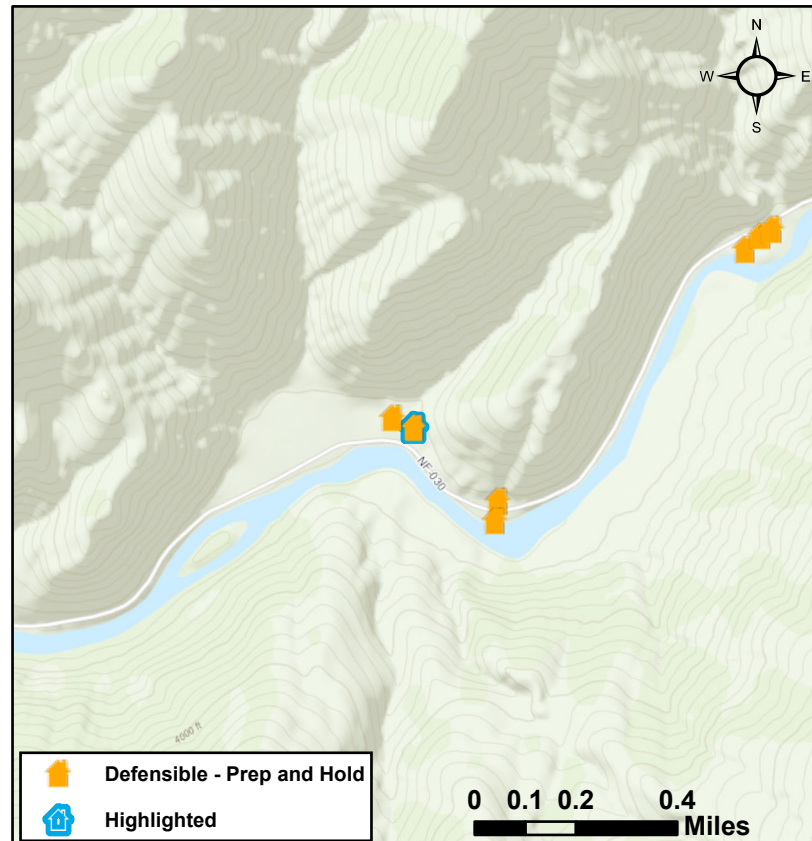 N
W E
S
NF-030
4000 ft
Defensible - Prep and Hold
Highlighted
0 0.1 0.2 0.4
Miles